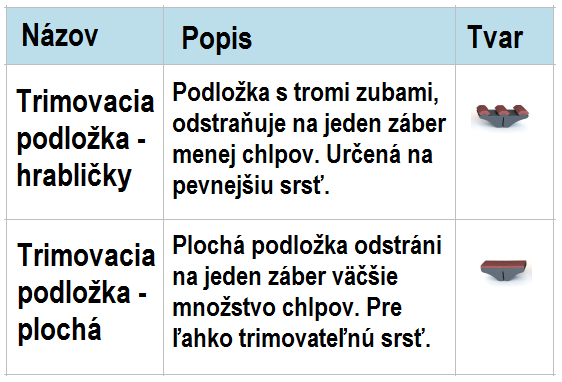 Názov Popis Tvar
Trimovacia
podložka -
hrabličky
Podložka s tromi zubami,
odstraňuje na jeden záber
menej chlpov. Určená na
pevnejšiu srsť.
Trimovacia
podložka -
plochá
Plochá podložka odstráni
na jeden záber väčšie
množstvo chlpov. Pre
ľahko trimovateľnú srsť.